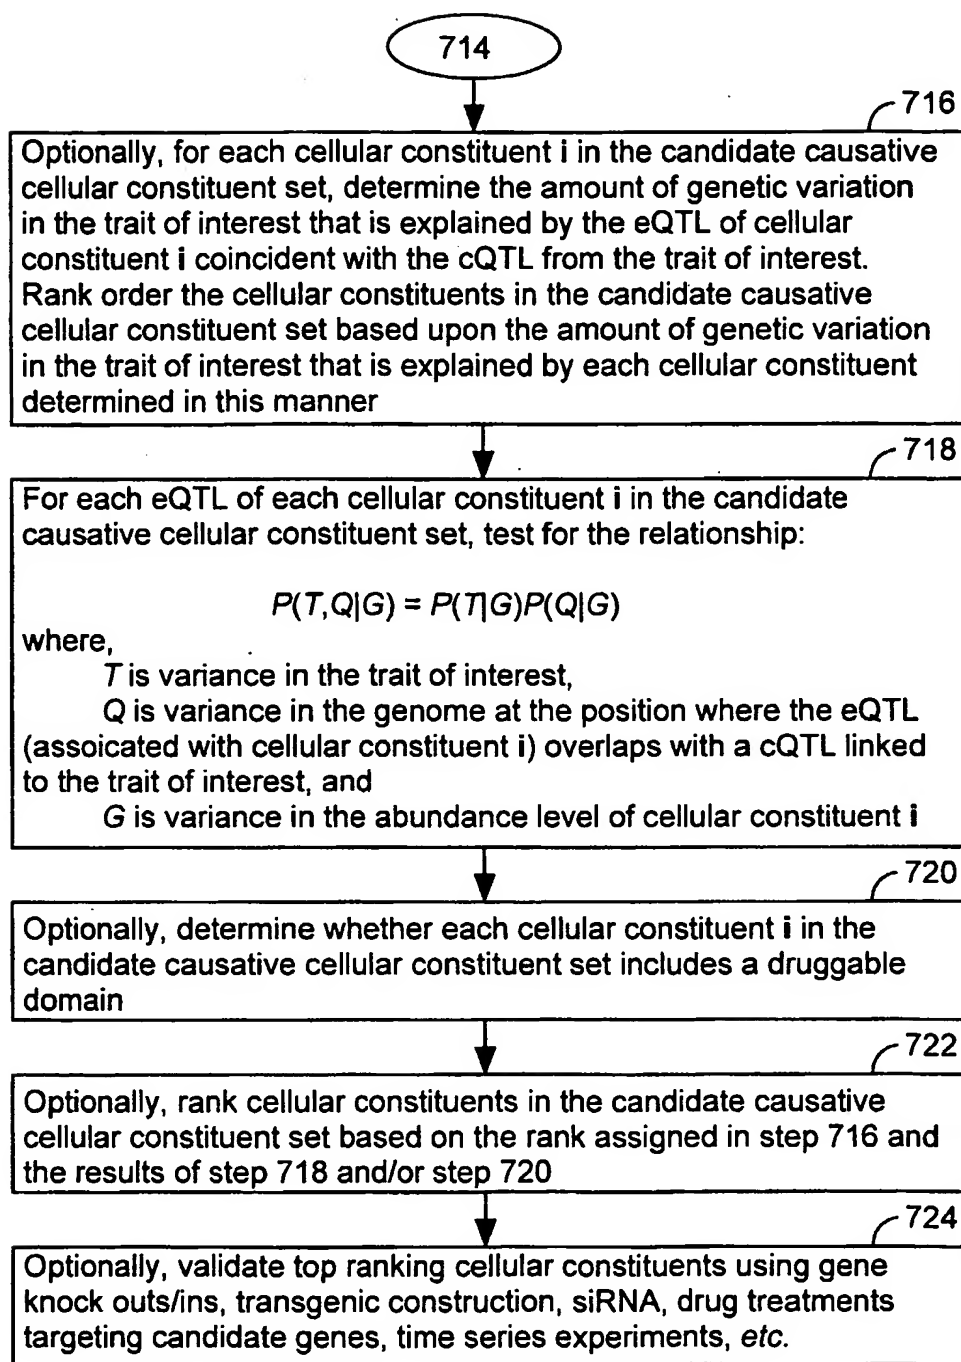 714
716
Optionally, for each cellular constituent i in the candidate causative
cellular constituent set, determine the amount of genetic variation
in the trait of interest that is explained by the eQTL of cellular
constituent i coincident with the cQTL from the trait of interest.
Rank order the cellular constituents in the candidate causative
cellular constituent set based upon the amount of genetic variation
in the trait of interest that is explained by each cellular constituent
determined in this manner
718
For each eQTL of each cellular constituent i in the candidate
causative cellular constituent set, test for the relationship:
P(T,Q|G) = P(T|G)P(Q|G)
where,
T is variance in the trait of interest,
Q is variance in the genome at the position where the eQTL
(assoicated with cellular constituent i) overlaps with a cQTL linked
to the trait of interest, and
G is variance in the abundance level of cellular constituent i
720
Optionally, determine whether each cellular constituent i in the
candidate causative cellular constituent set includes a druggable
domain
722
Optionally, rank cellular constituents in the candidate causative
cellular constituent set based on the rank assigned in step 716 and
the results of step 718 and/or step 720
724
Optionally, validate top ranking cellular constituents using gene
knock outs/ins, transgenic construction, siRNA, drug treatments
targeting candidate genes, time series experiments, etc.